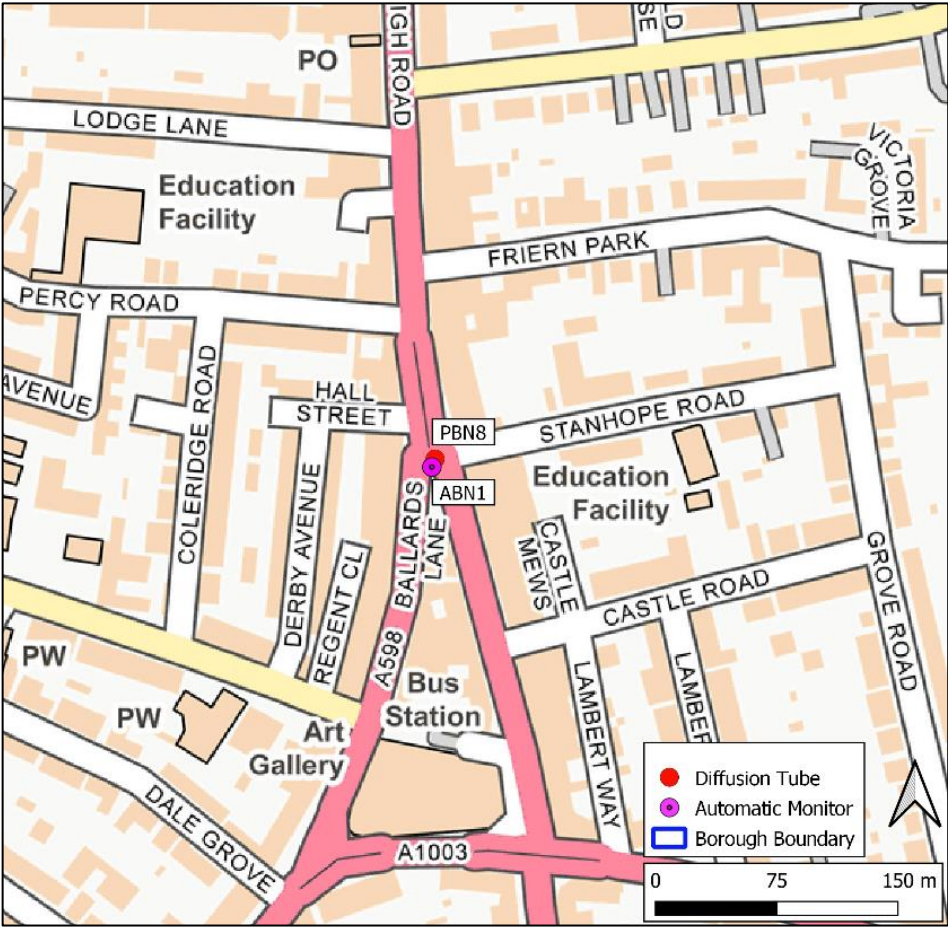 IGH ROAD
SE
LD
PO
LODGE LANE
VICTORIA
GROVE
Education
Facility
FRIERN PARK
PERCY ROAD
AVENUE
HALL
STREET
COLERIDGE ROAD
STANHOPE ROAD
PBN8
ABN1
Education
Facility
DERBY AVENUE
BALLARDS
LANE
CASTLE
MEWS
REGENT CL
CASTLE ROAD
GROVE ROAD
A598
PW
PW
Bus
Station
Art
Gallery
LAMBERT WAY
LAMBER
DALE GROVE
A1003
Diffusion Tube
Automatic Monitor
Borough Boundary
0 75 150 m